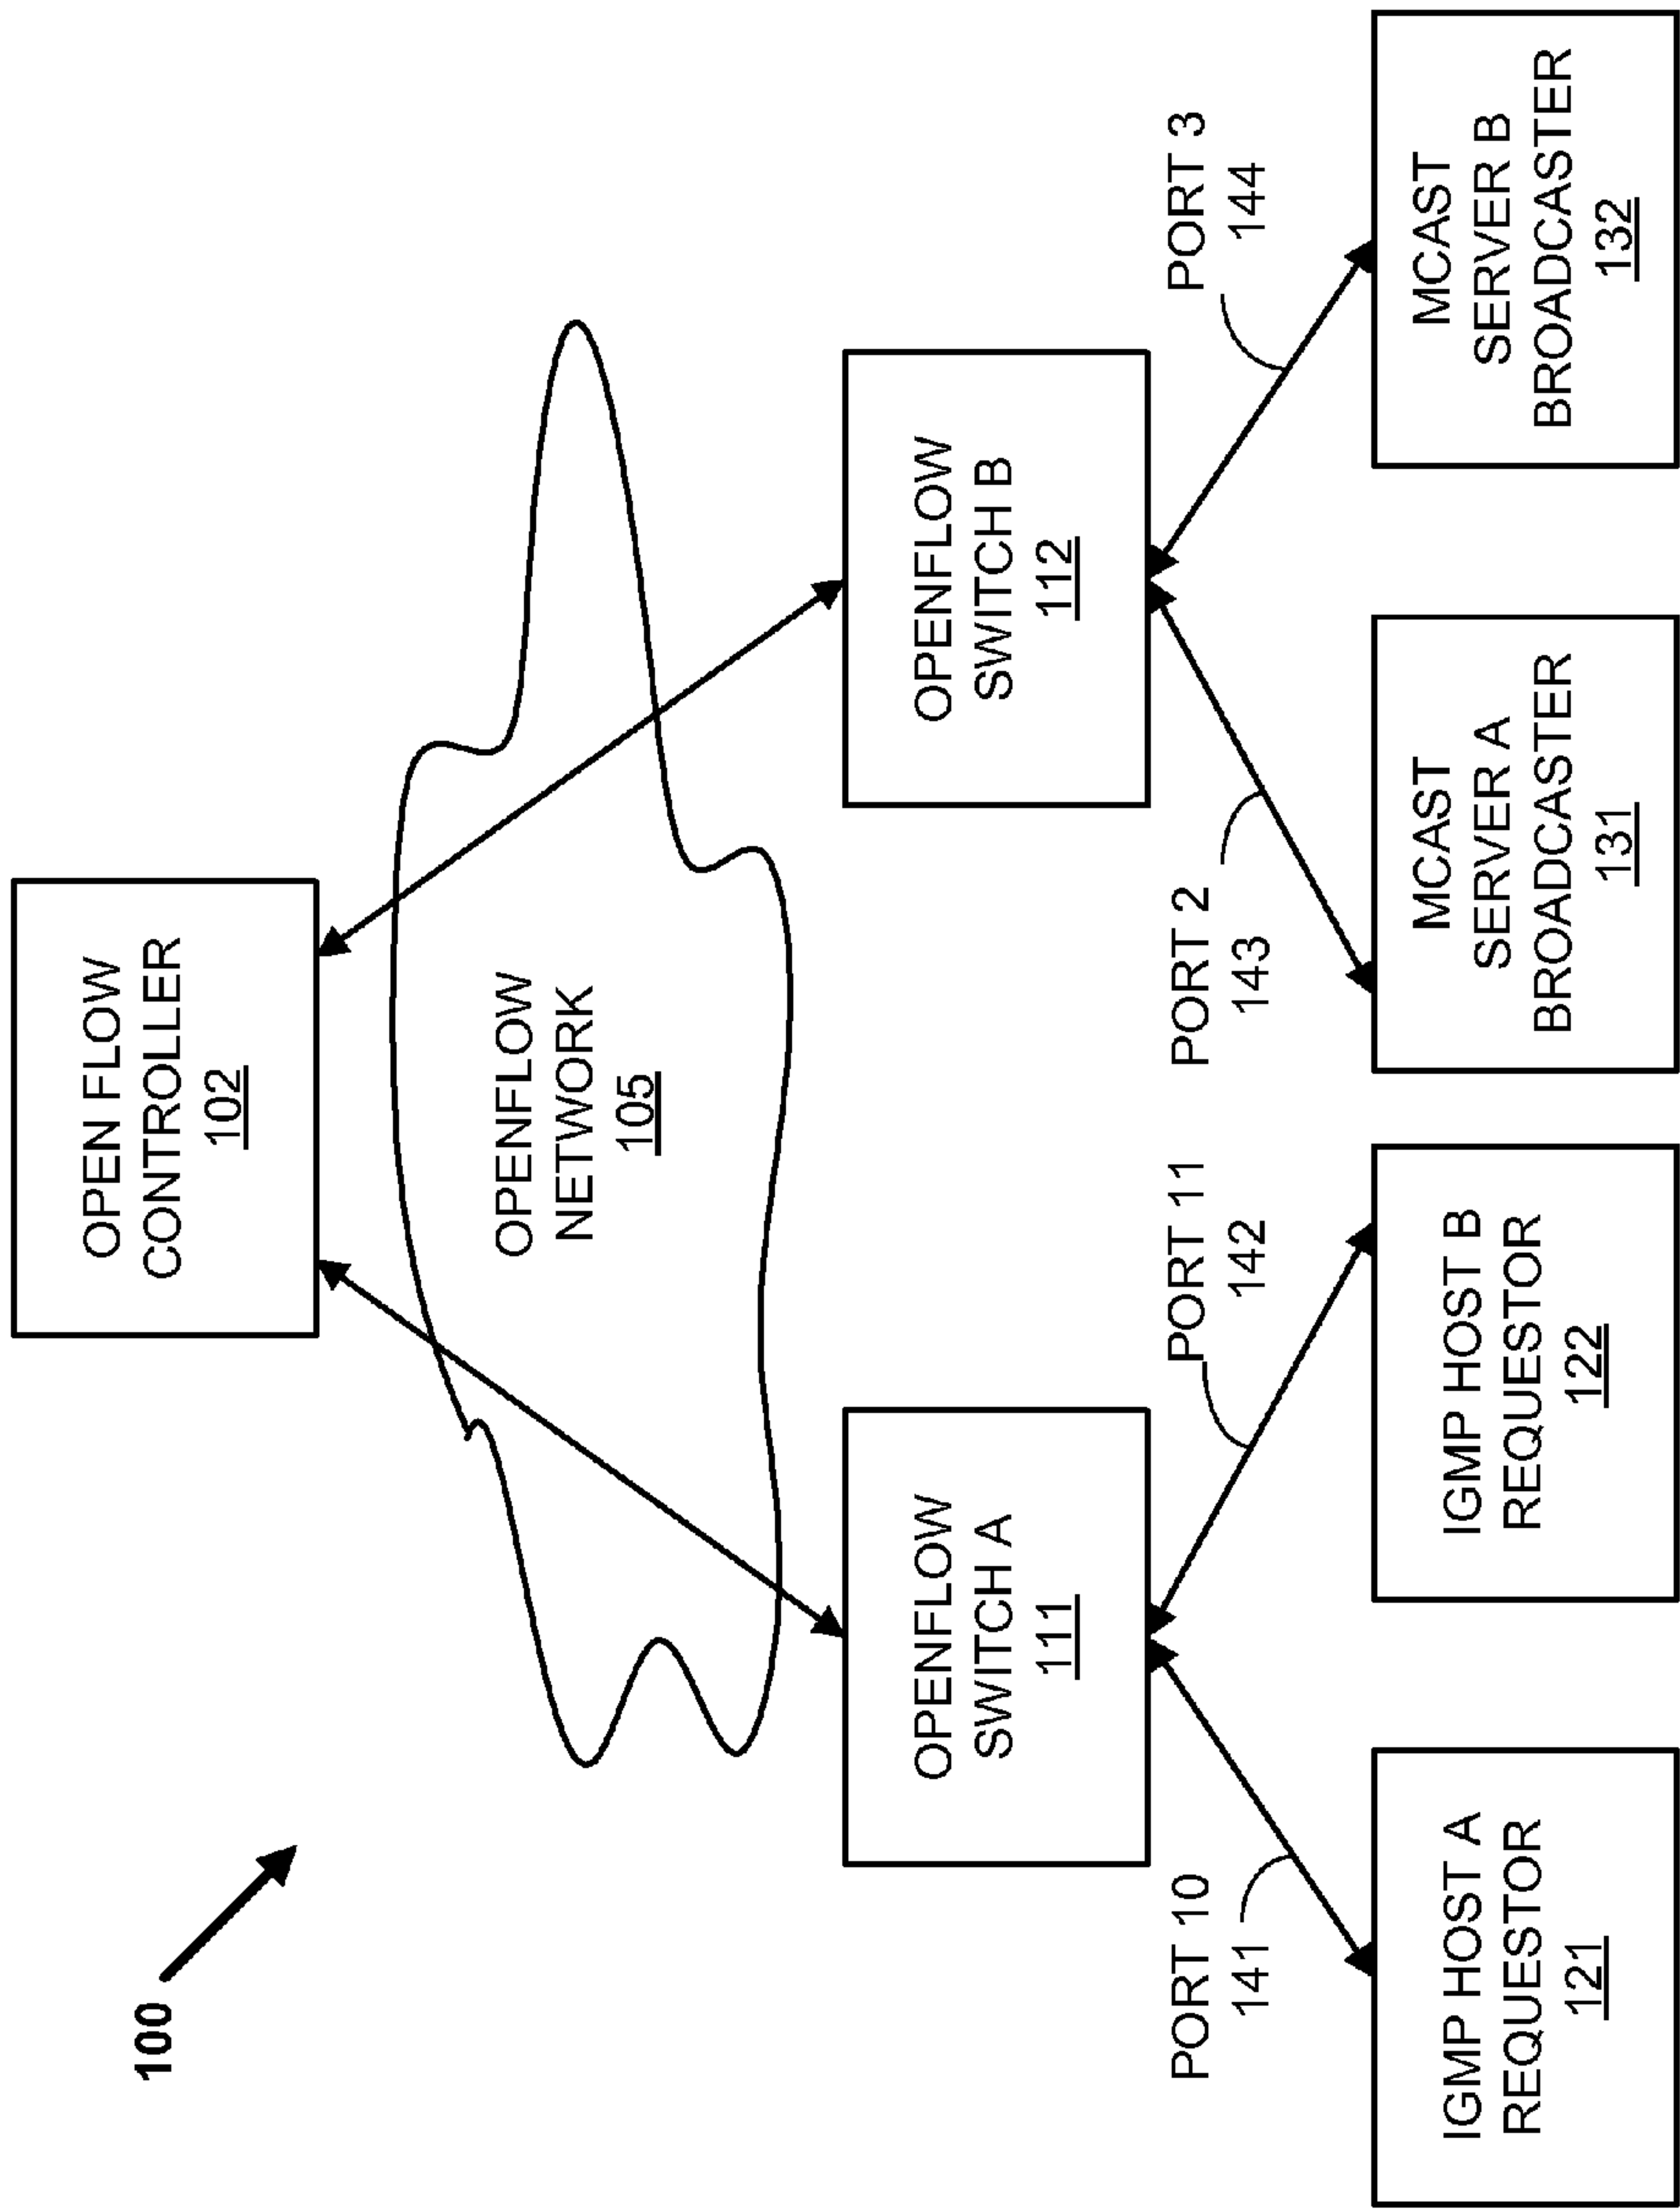 100
OPEN FLOW
CONTROLLER
102
OPENFLOW
NETWORK
105
OPENFLOW
SWITCH A
111
OPENFLOW
SWITCH B
112
PORT 10
141
PORT 11
142
PORT 2
143
PORT 3
144
IGMP HOST A
REQUESTOR
121
IGMP HOST B
REQUESTOR
122
MCAST
SERVER A
BROADCASTER
131
MCAST
SERVER B
BROADCASTER
132